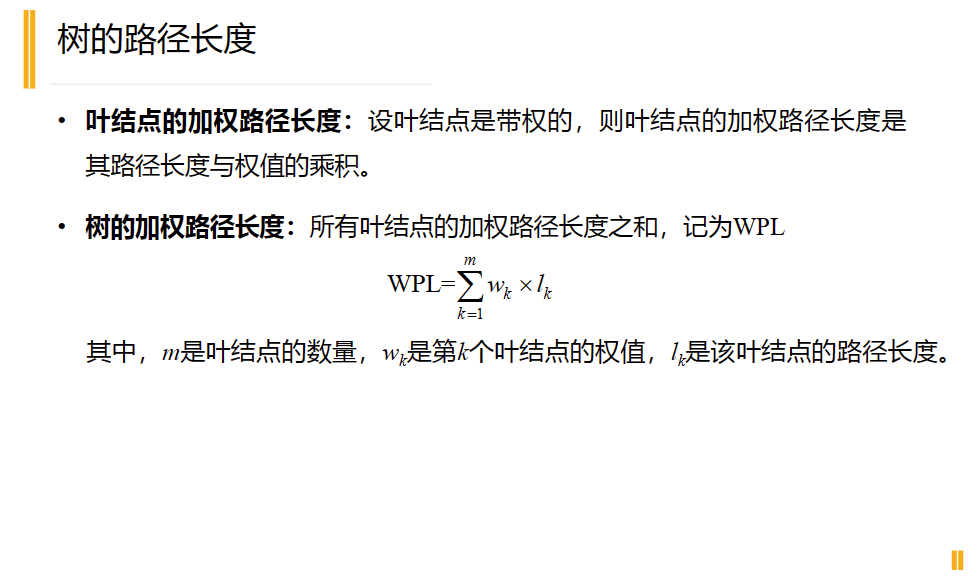 树的路径长度
• 叶结点的加权路径长度：设叶结点是带权的，则叶结点的加权路径长度是
其路径长度与权值的乘积。
• 树的加权路径长度：所有叶结点的加权路径长度之和，记为WPL
WPL=∑_{k=1}^{m} w_k × l_k
其中，m是叶结点的数量，w_k是第k个叶结点的权值，l_k是该叶结点的路径长度。